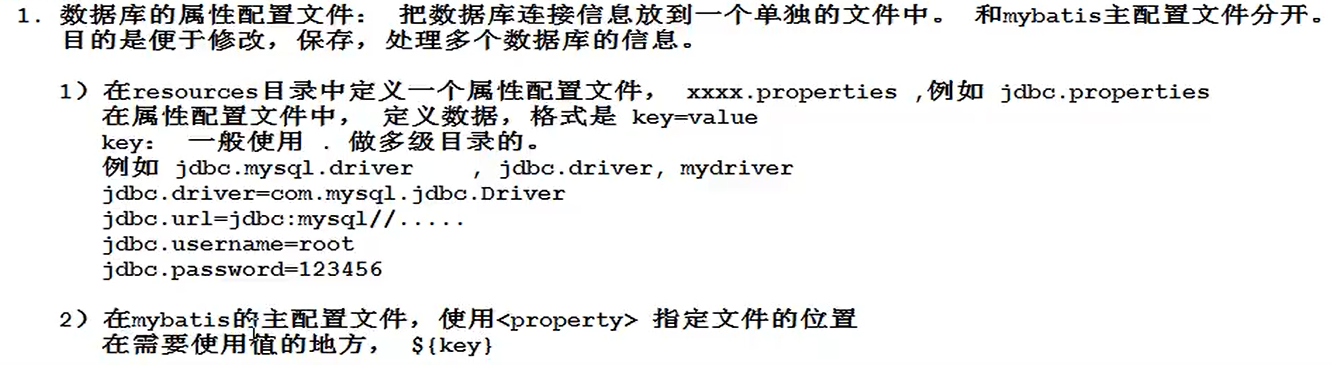 1. 数据库的属性配置文件： 把数据库连接信息放到一个单独的文件中。 和mybatis主配置文件分开。
目的是便于修改，保存，处理多个数据库的信息。
1）在resources目录中定义一个属性配置文件， xxxx.properties ,例如 jdbc.properties
在属性配置文件中， 定义数据，格式是 key=value
key： 一般使用 . 做多级目录的。
例如 jdbc.mysql.driver , jdbc.driver, mydriver
jdbc.driver=com.mysql.jdbc.Driver
jdbc.url=jdbc:mysql//.....
jdbc.username=root
jdbc.password=123456
2）在mybatis的主配置文件，使用<property> 指定文件的位置
在需要使用值的地方， ${key}